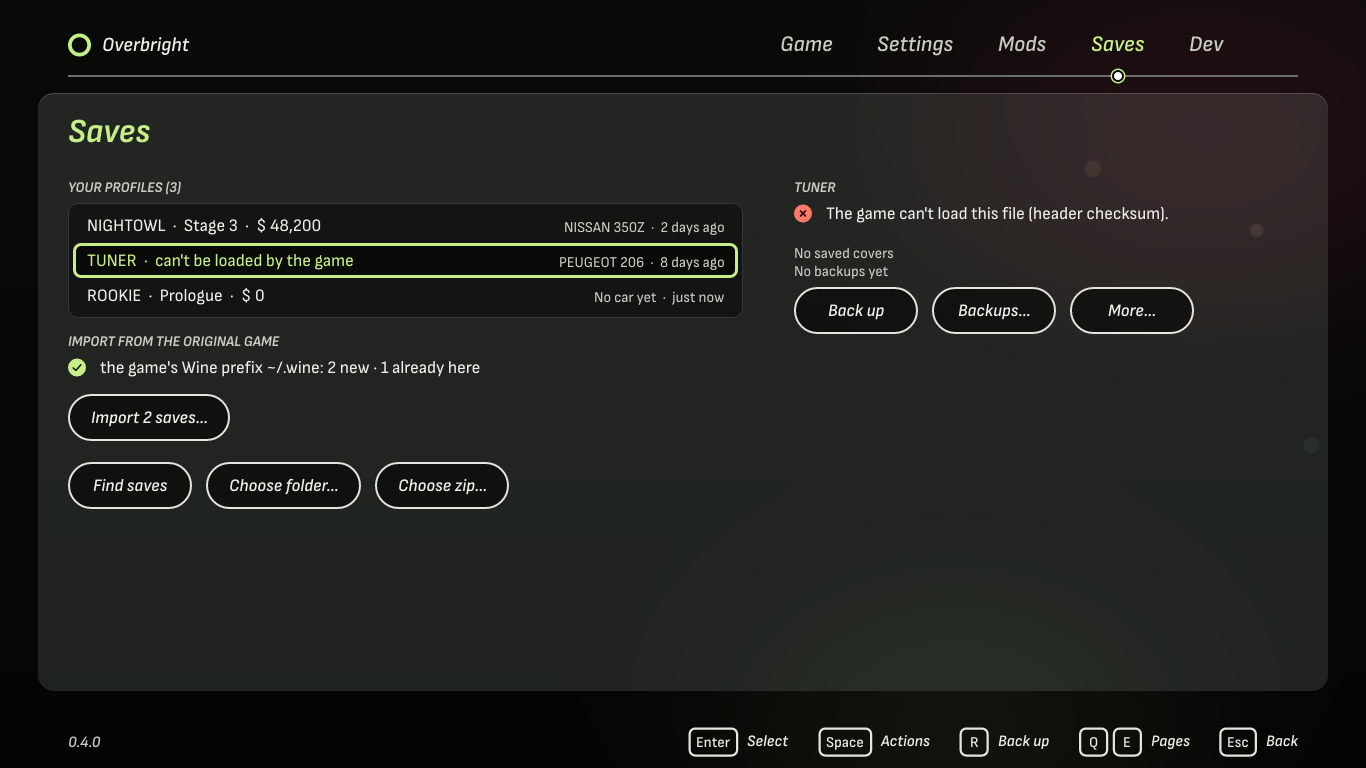 Overbright
Game Settings Mods Saves Dev
Saves
YOUR PROFILES (3)
NIGHTOWL · Stage 3 · $ 48,200 NISSAN 350Z · 2 days ago
TUNER · can't be loaded by the game PEUGEOT 206 · 8 days ago
ROOKIE · Prologue · $ 0 No car yet · just now
IMPORT FROM THE ORIGINAL GAME
the game's Wine prefix ~/.wine: 2 new · 1 already here
Import 2 saves...
Find saves Choose folder... Choose zip...
TUNER
The game can't load this file (header checksum).
No saved covers
No backups yet
Back up Backups... More...
0.4.0
Enter Select Space Actions R Back up Q E Pages Esc Back